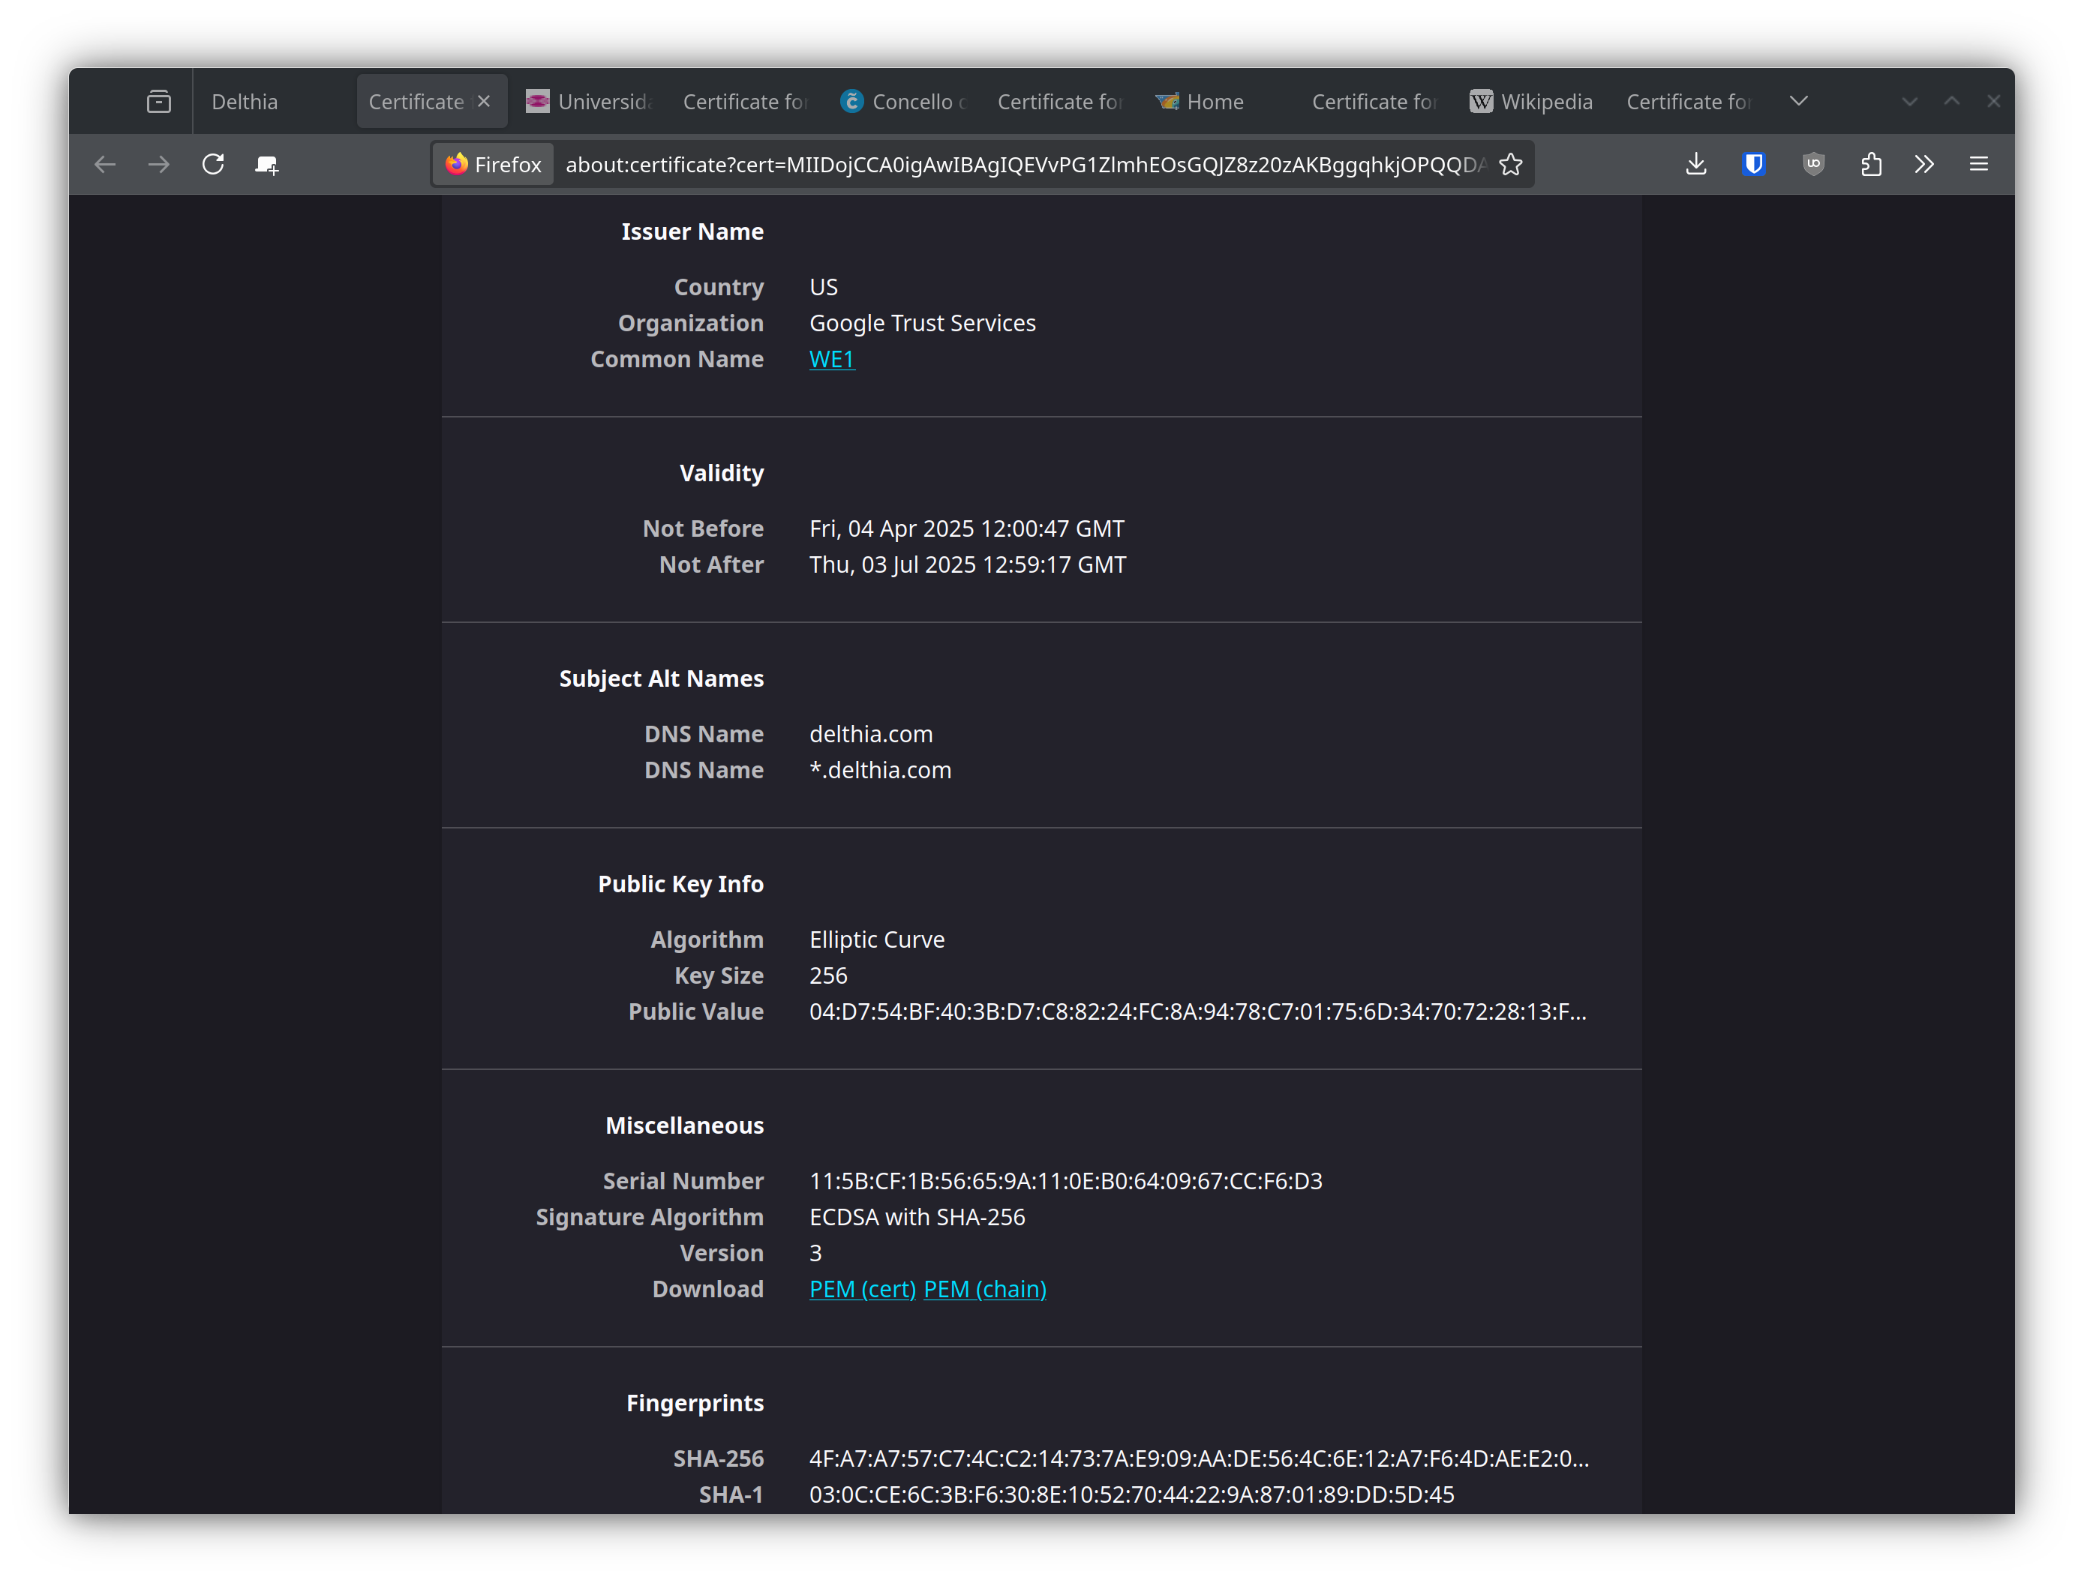 Delthia
Certificate
Universid
Certificate for
Concello
Certificate for
Home
Certificate for
Wikipedia
Certificate for
Firefox
about:certificate?cert=MIIDojCCA0igAwIBAgIQEVvPG1ZlmhEOsGQJZ8z20zAKBggqhkjOPQQDA
Issuer Name
Country US
Organization Google Trust Services
Common Name WE1
Validity
Not Before Fri, 04 Apr 2025 12:00:47 GMT
Not After Thu, 03 Jul 2025 12:59:17 GMT
Subject Alt Names
DNS Name delthia.com
DNS Name *.delthia.com
Public Key Info
Algorithm Elliptic Curve
Key Size 256
Public Value 04:D7:54:BF:40:3B:D7:C8:82:24:FC:8A:94:78:C7:01:75:6D:34:70:72:28:13:F...
Miscellaneous
Serial Number 11:5B:CF:1B:56:65:9A:11:0E:B0:64:09:67:CC:F6:D3
Signature Algorithm ECDSA with SHA-256
Version 3
Download PEM (cert) PEM (chain)
Fingerprints
SHA-256 4F:A7:A7:57:C7:4C:C2:14:73:7A:E9:09:AA:DE:56:4C:6E:12:A7:F6:4D:AE:E2:0...
SHA-1 03:0C:CE:6C:3B:F6:30:8E:10:52:70:44:22:9A:87:01:89:DD:5D:45